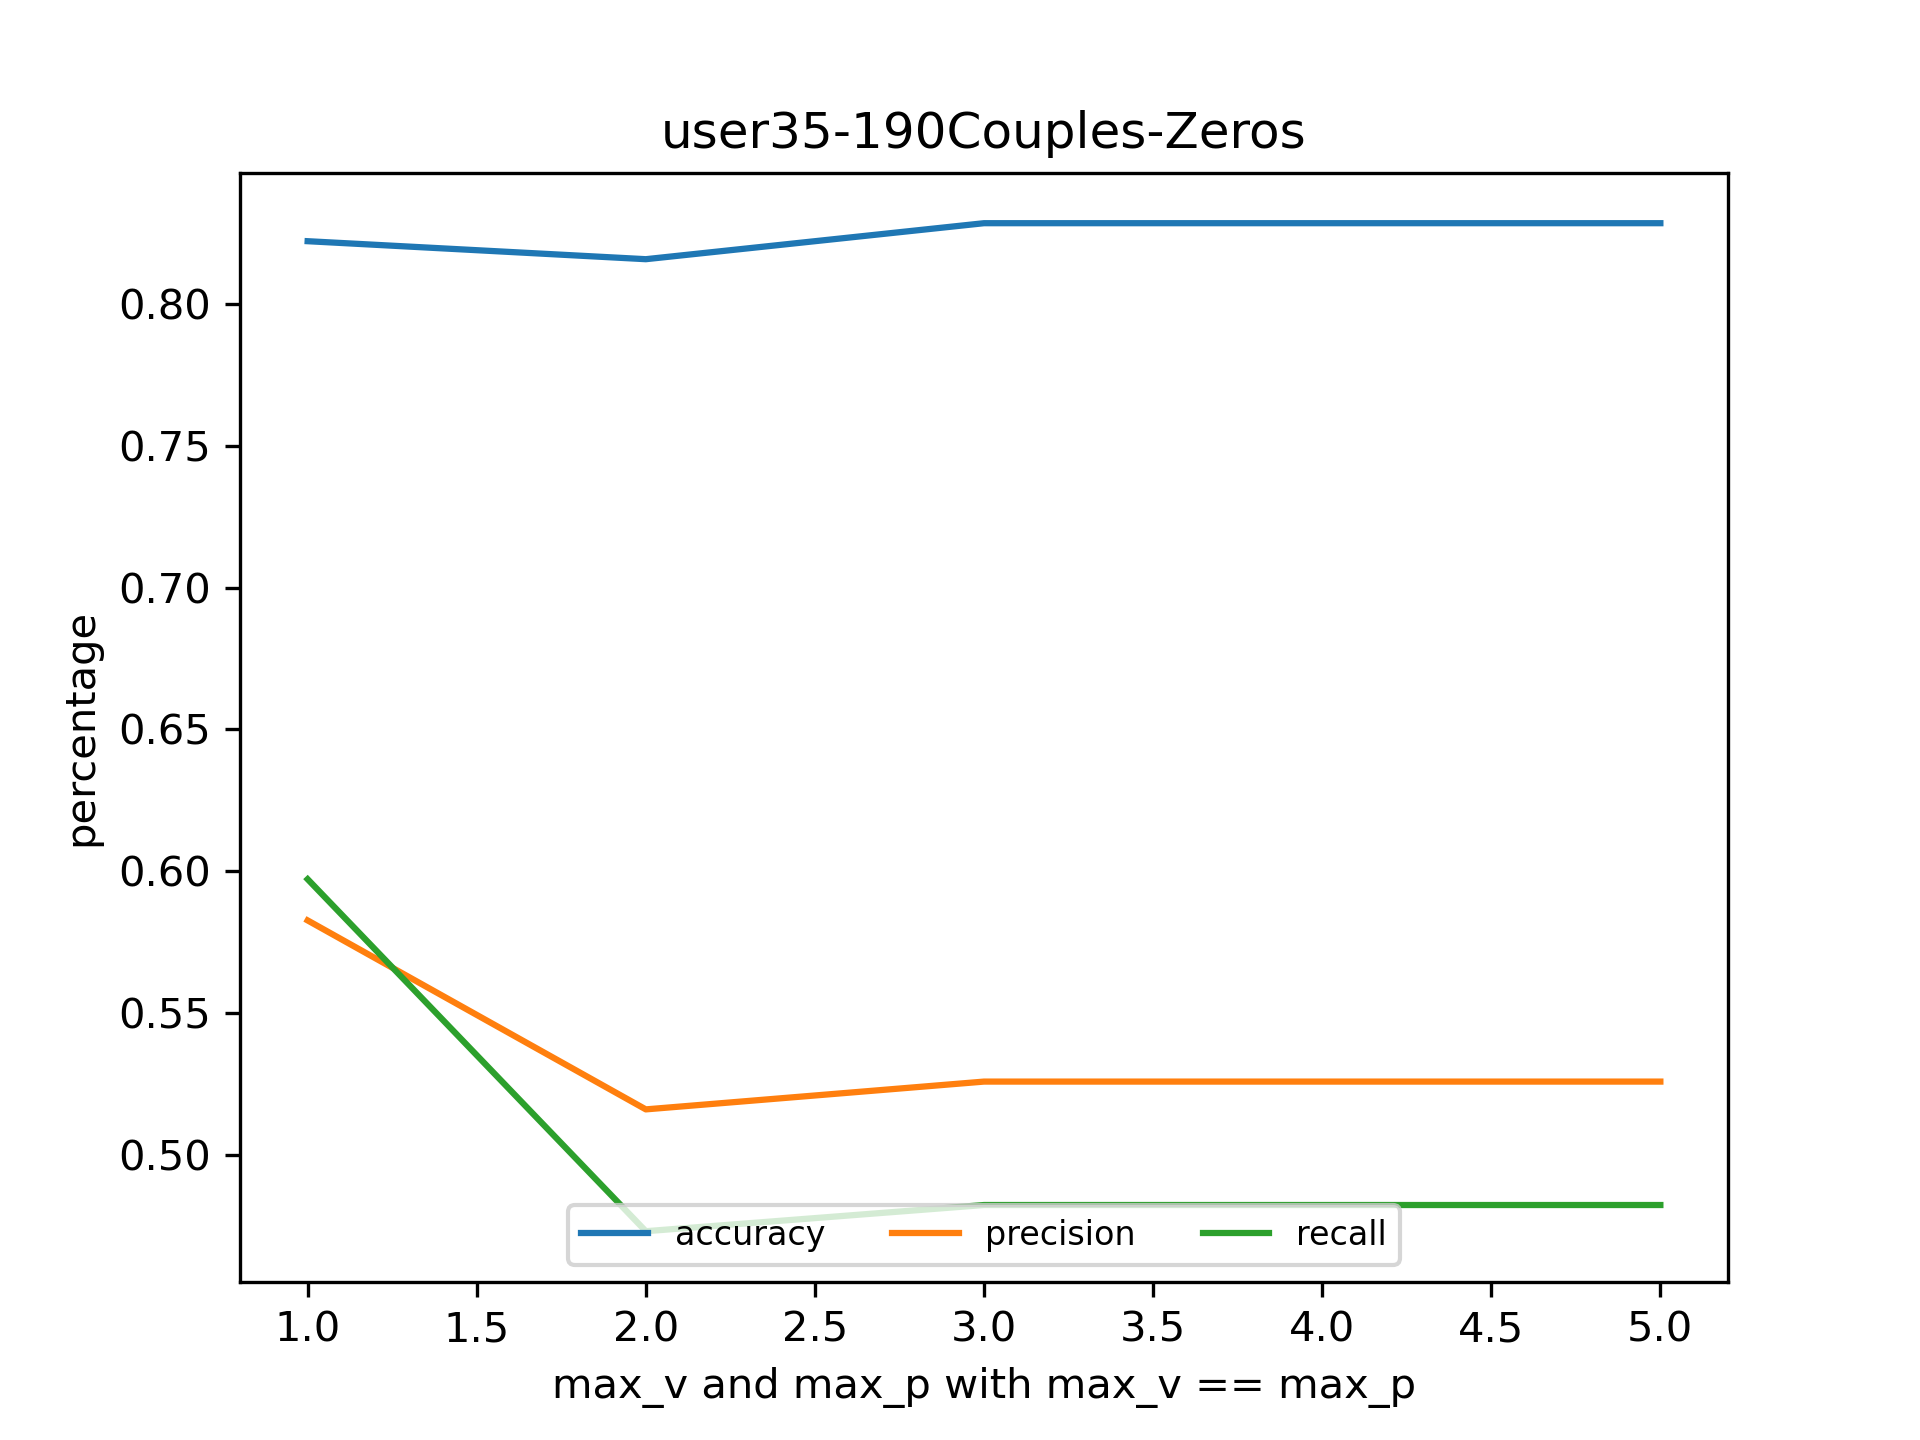 user35-190Couples-Zeros
percentage
0.80
0.75
0.70
0.65
0.60
0.55
0.50
accuracy precision recall
1.0 1.5 2.0 2.5 3.0 3.5 4.0 4.5 5.0
max_v and max_p with max_v == max_p